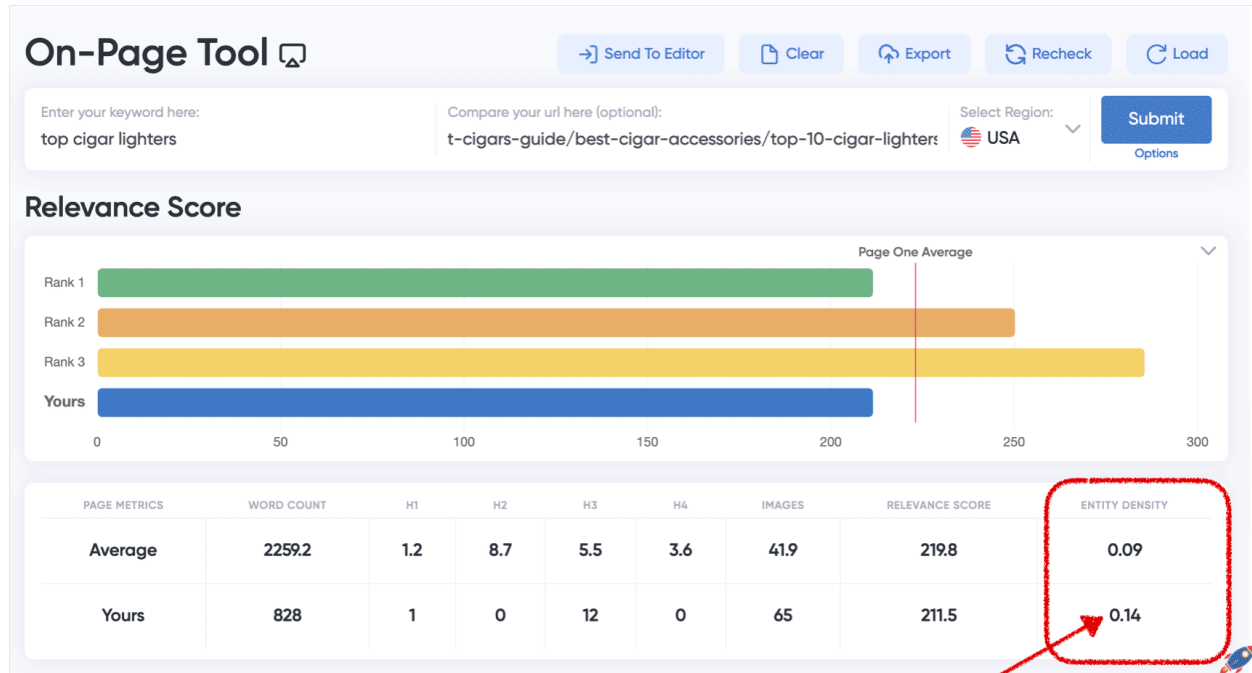 On-Page Tool
Send To Editor
Clear
Export
Recheck
Load
Enter your keyword here:
top cigar lighters
Compare your url here (optional):
t-cigars-guide/best-cigar-accessories/top-10-cigar-lighters
Select Region:
USA
Submit
Options
Relevance Score
Page One Average
Rank 1
Rank 2
Rank 3
Yours
0 50 100 150 200 250 300
PAGE METRICS WORD COUNT H1 H2 H3 H4 IMAGES RELEVANCE SCORE ENTITY DENSITY
Average 2259.2 1.2 8.7 5.5 3.6 41.9 219.8 0.09
Yours 828 1 0 12 0 65 211.5 0.14